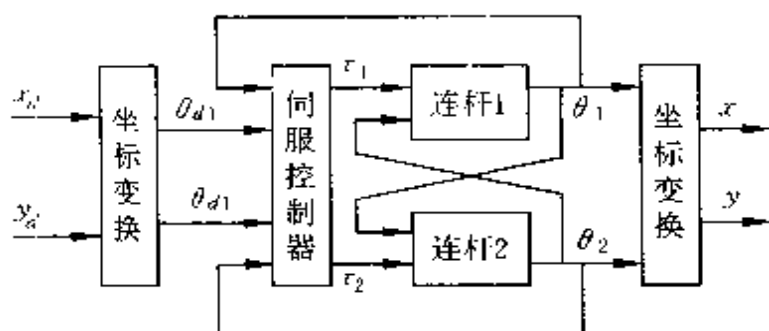 x_d
y_d
坐标变换
θ_d1
θ_d1
伺服控制器
τ_1
τ_2
连杆1
连杆2
θ_1
θ_2
坐标变换
x
y